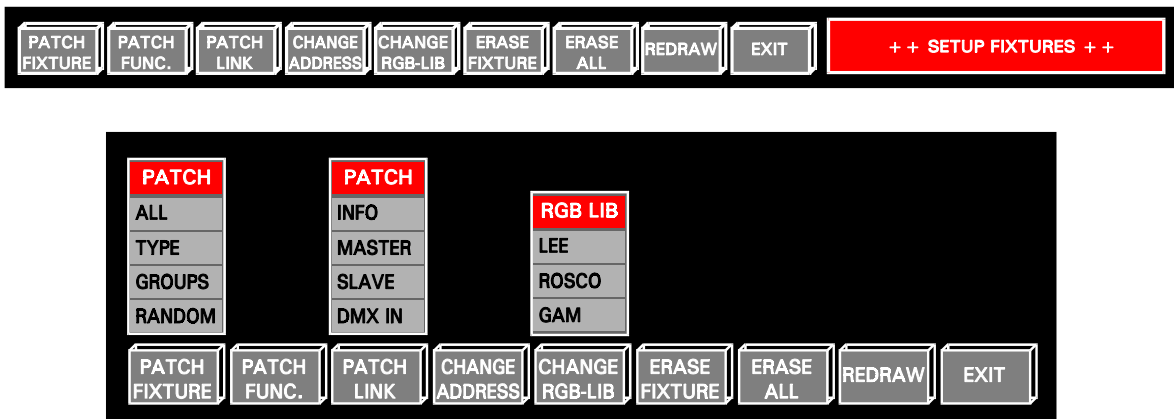 PATCH FIXTURE
PATCH FUNC.
PATCH LINK
CHANGE ADDRESS
CHANGE RGB-LIB
ERASE FIXTURE
ERASE ALL
REDRAW
EXIT
+ + SETUP FIXTURES + +
PATCH
ALL
TYPE
GROUPS
RANDOM
PATCH
INFO
MASTER
SLAVE
DMX IN
RGB LIB
LEE
ROSCO
GAM
PATCH FIXTURE
PATCH FUNC.
PATCH LINK
CHANGE ADDRESS
CHANGE RGB-LIB
ERASE FIXTURE
ERASE ALL
REDRAW
EXIT